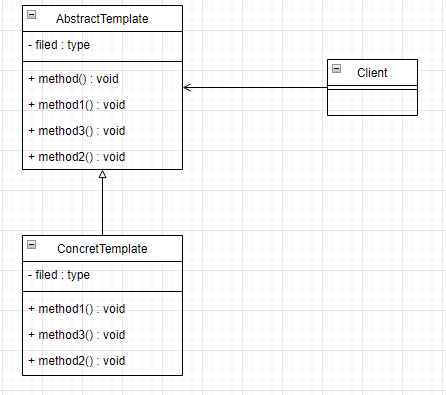 AbstractTemplate
- filed : type
+ method() : void
+ method1() : void
+ method3() : void
+ method2() : void
Client
ConcretTemplate
- filed : type
+ method1() : void
+ method3() : void
+ method2() : void